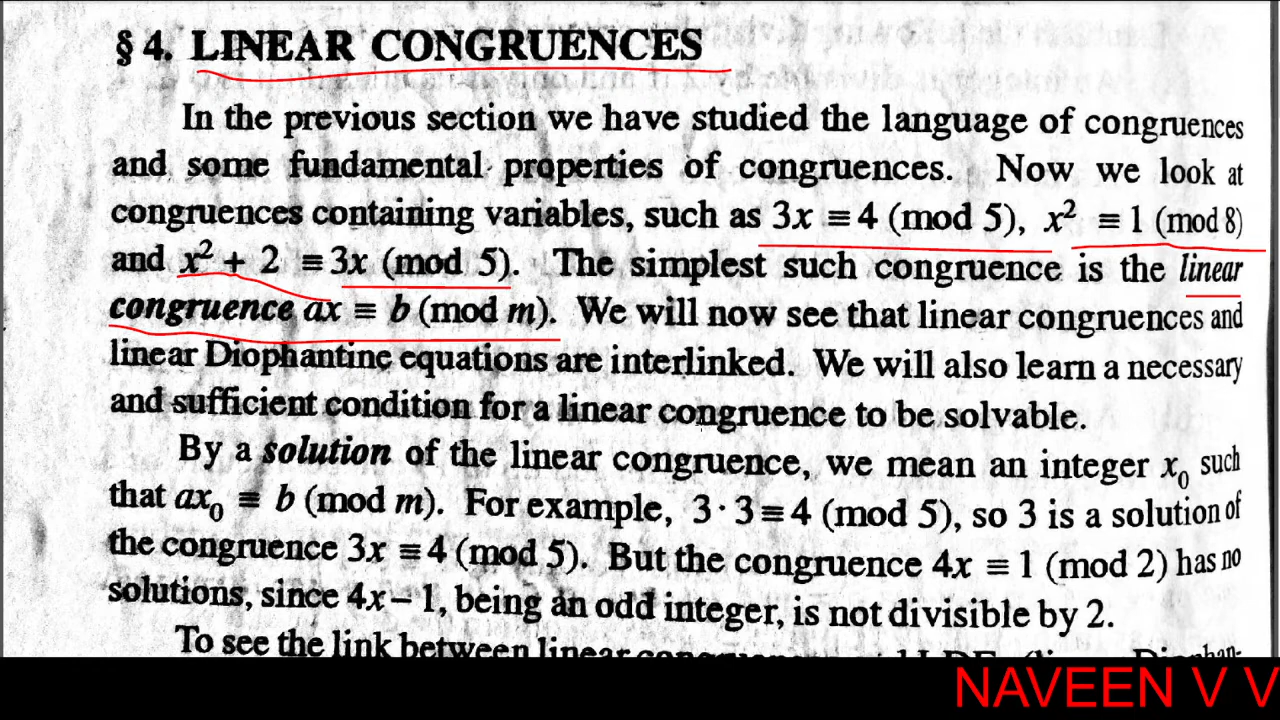 § 4. LINEAR CONGRUENCES
In the previous section we have studied the language of congruences
and some fundamental properties of congruences. Now we look at
congruences containing variables, such as 3x ≡ 4 (mod 5), x² ≡ 1 (mod 8)
and x² + 2 ≡ 3x (mod 5). The simplest such congruence is the linear
congruence ax ≡ b (mod m). We will now see that linear congruences and
linear Diophantine equations are interlinked. We will also learn a necessary
and sufficient condition for a linear congruence to be solvable.
By a solution of the linear congruence, we mean an integer x₀ such
that ax₀ ≡ b (mod m). For example, 3 · 3 ≡ 4 (mod 5), so 3 is a solution of
the congruence 3x ≡ 4 (mod 5). But the congruence 4x ≡ 1 (mod 2) has no
solutions, since 4x – 1, being an odd integer, is not divisible by 2.
To see the link between linear
NAVEEN V V